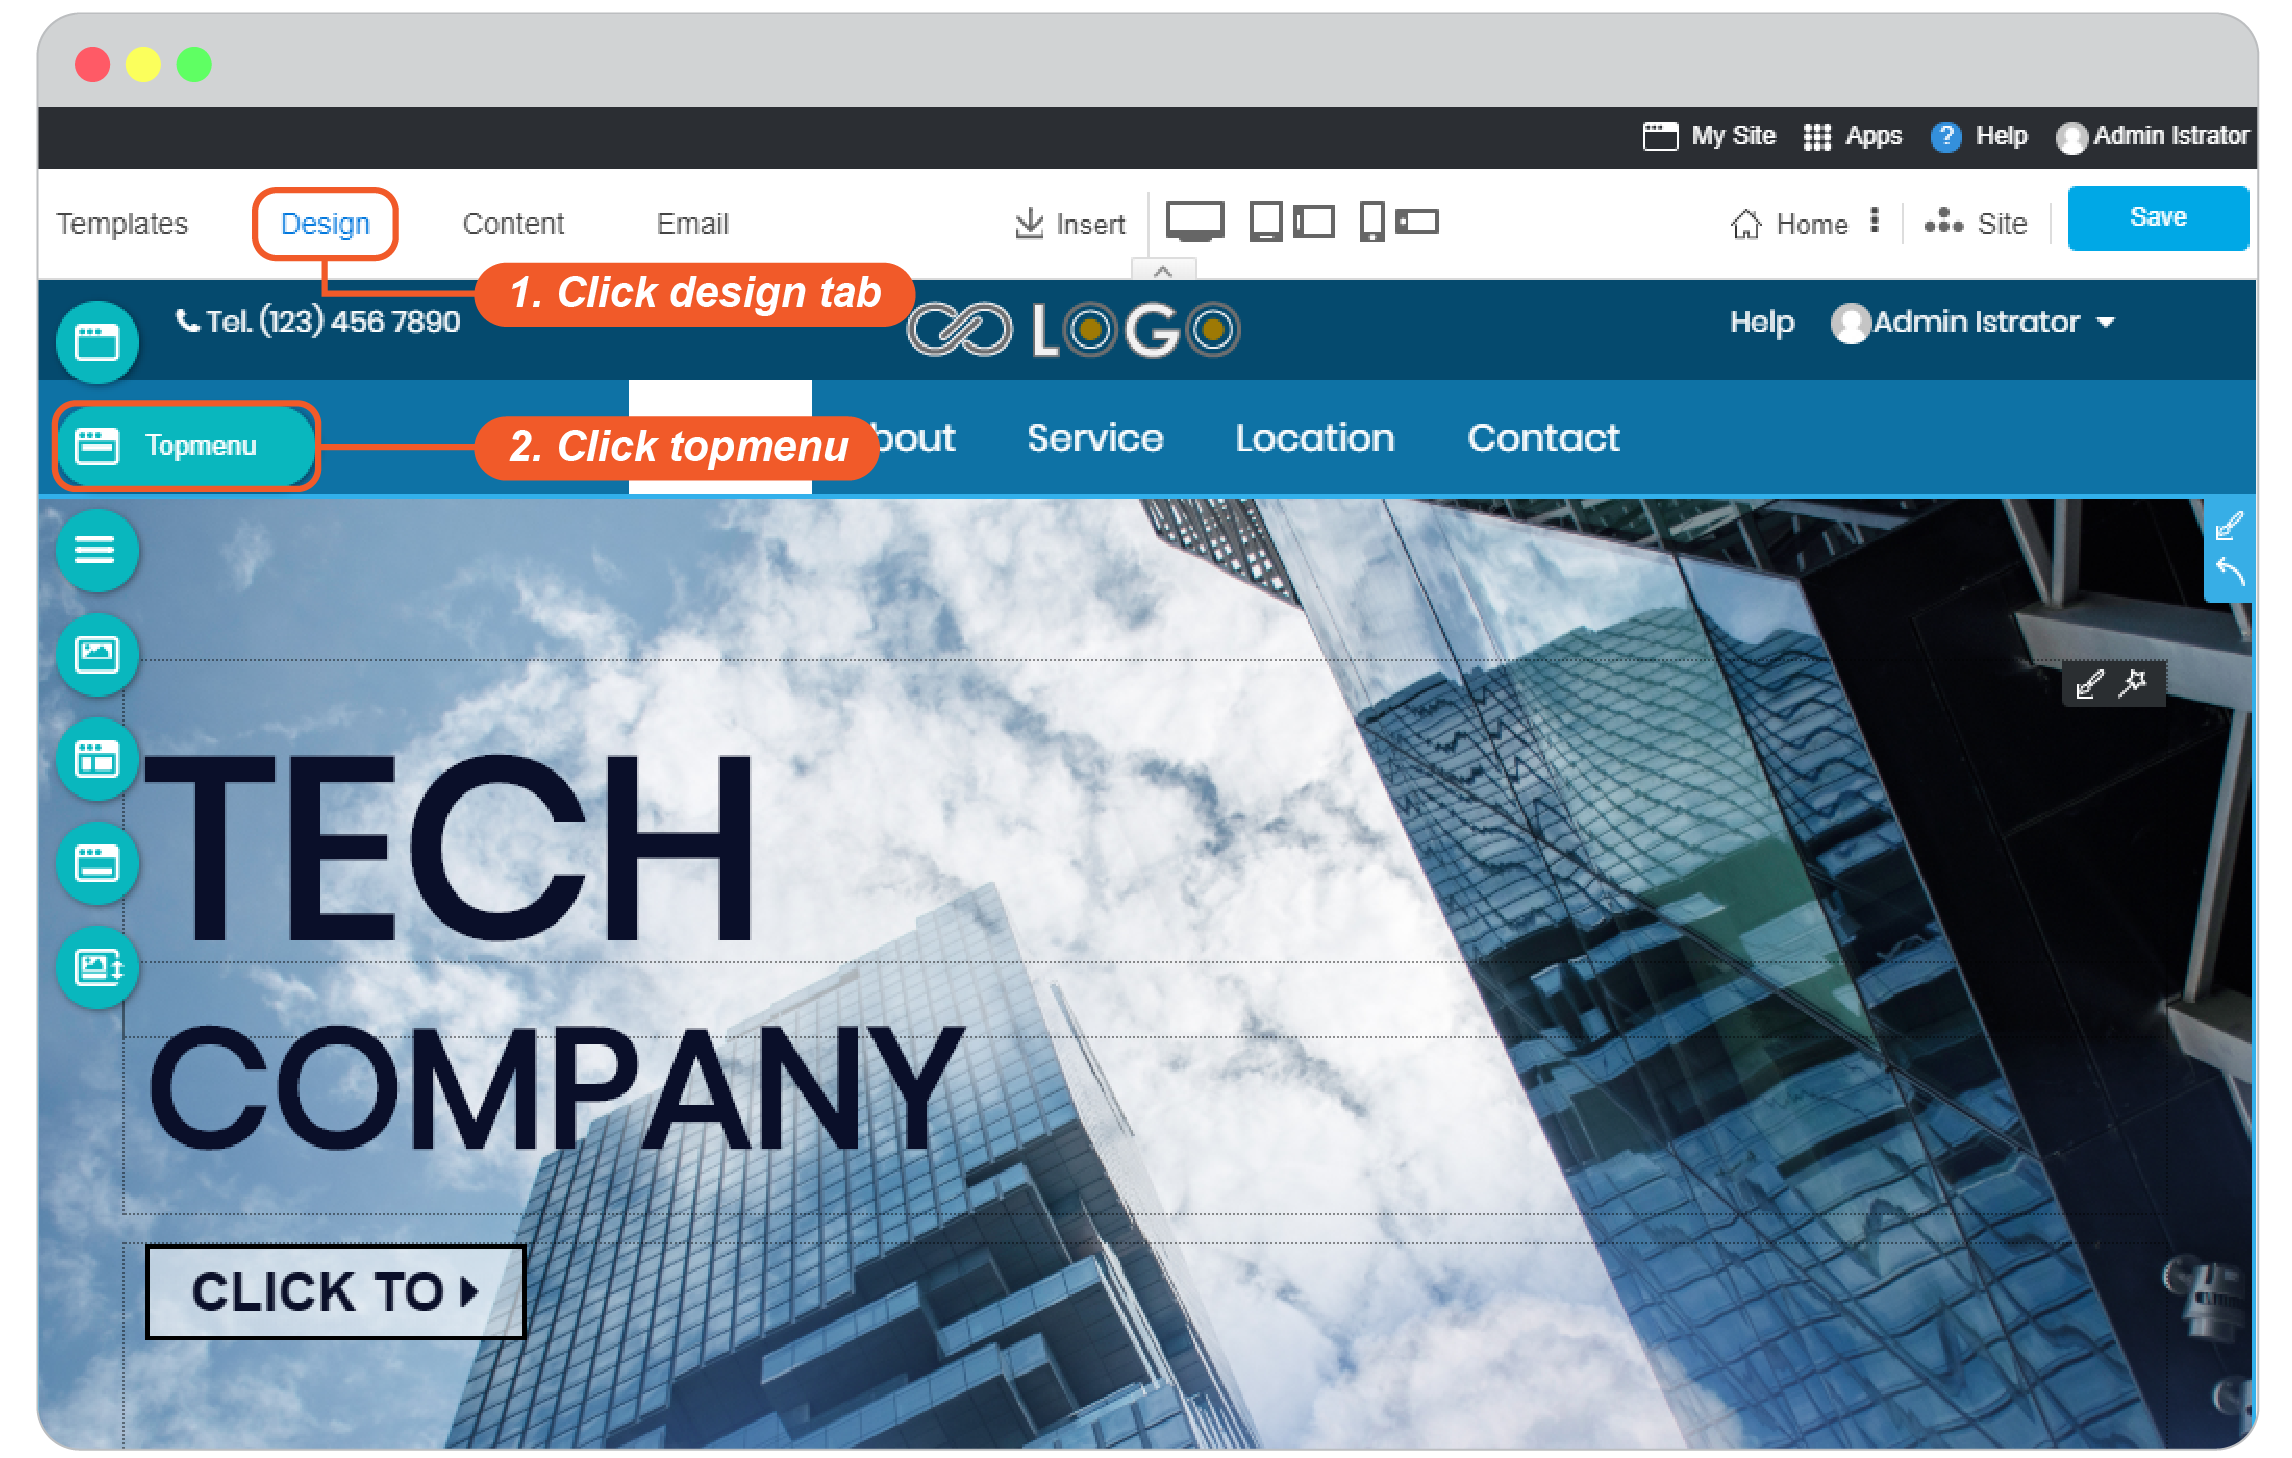 My Site Apps ? Help Admin Istrator
Templates Design Content Email Insert Home Site Save
1. Click design tab
Tel. (123) 456 7890 LOGO Help Admin Istrator
Topmenu 2. Click topmenu bout Service Location Contact
TECH
COMPANY
CLICK TO